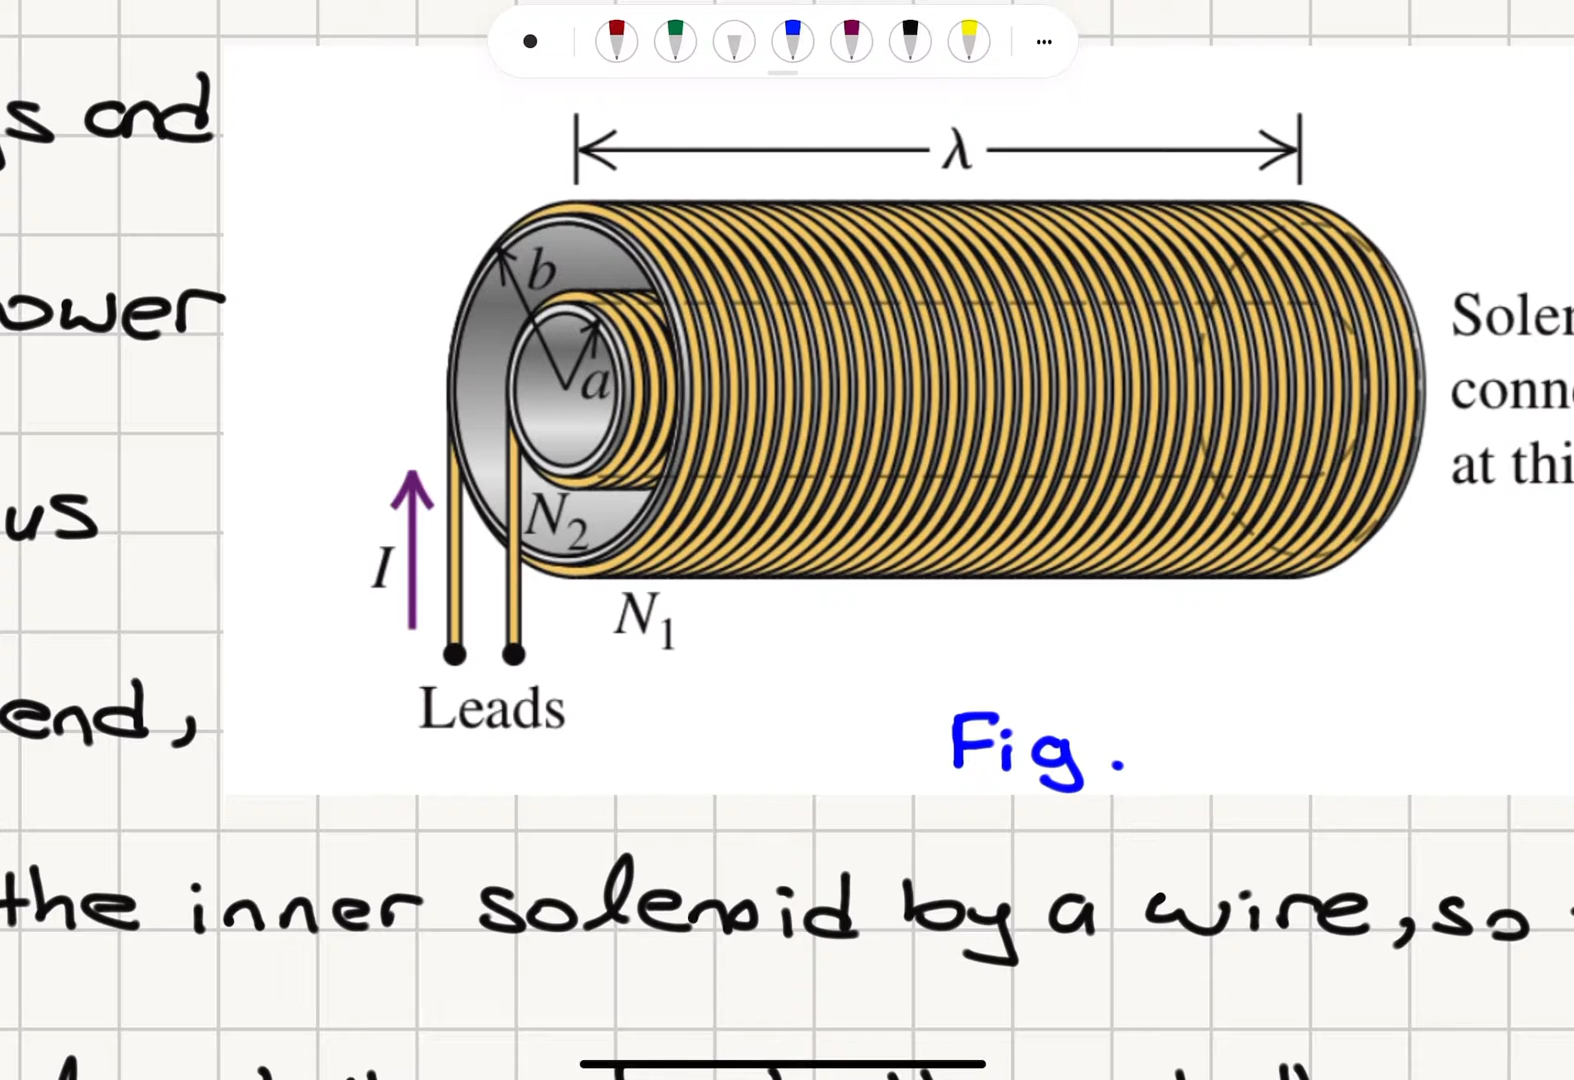 s and
λ
b
ower
Soler
a
conn
at thi
us
N2
I
N1
end,
Leads
Fig.
the inner solenoid by a wire, so